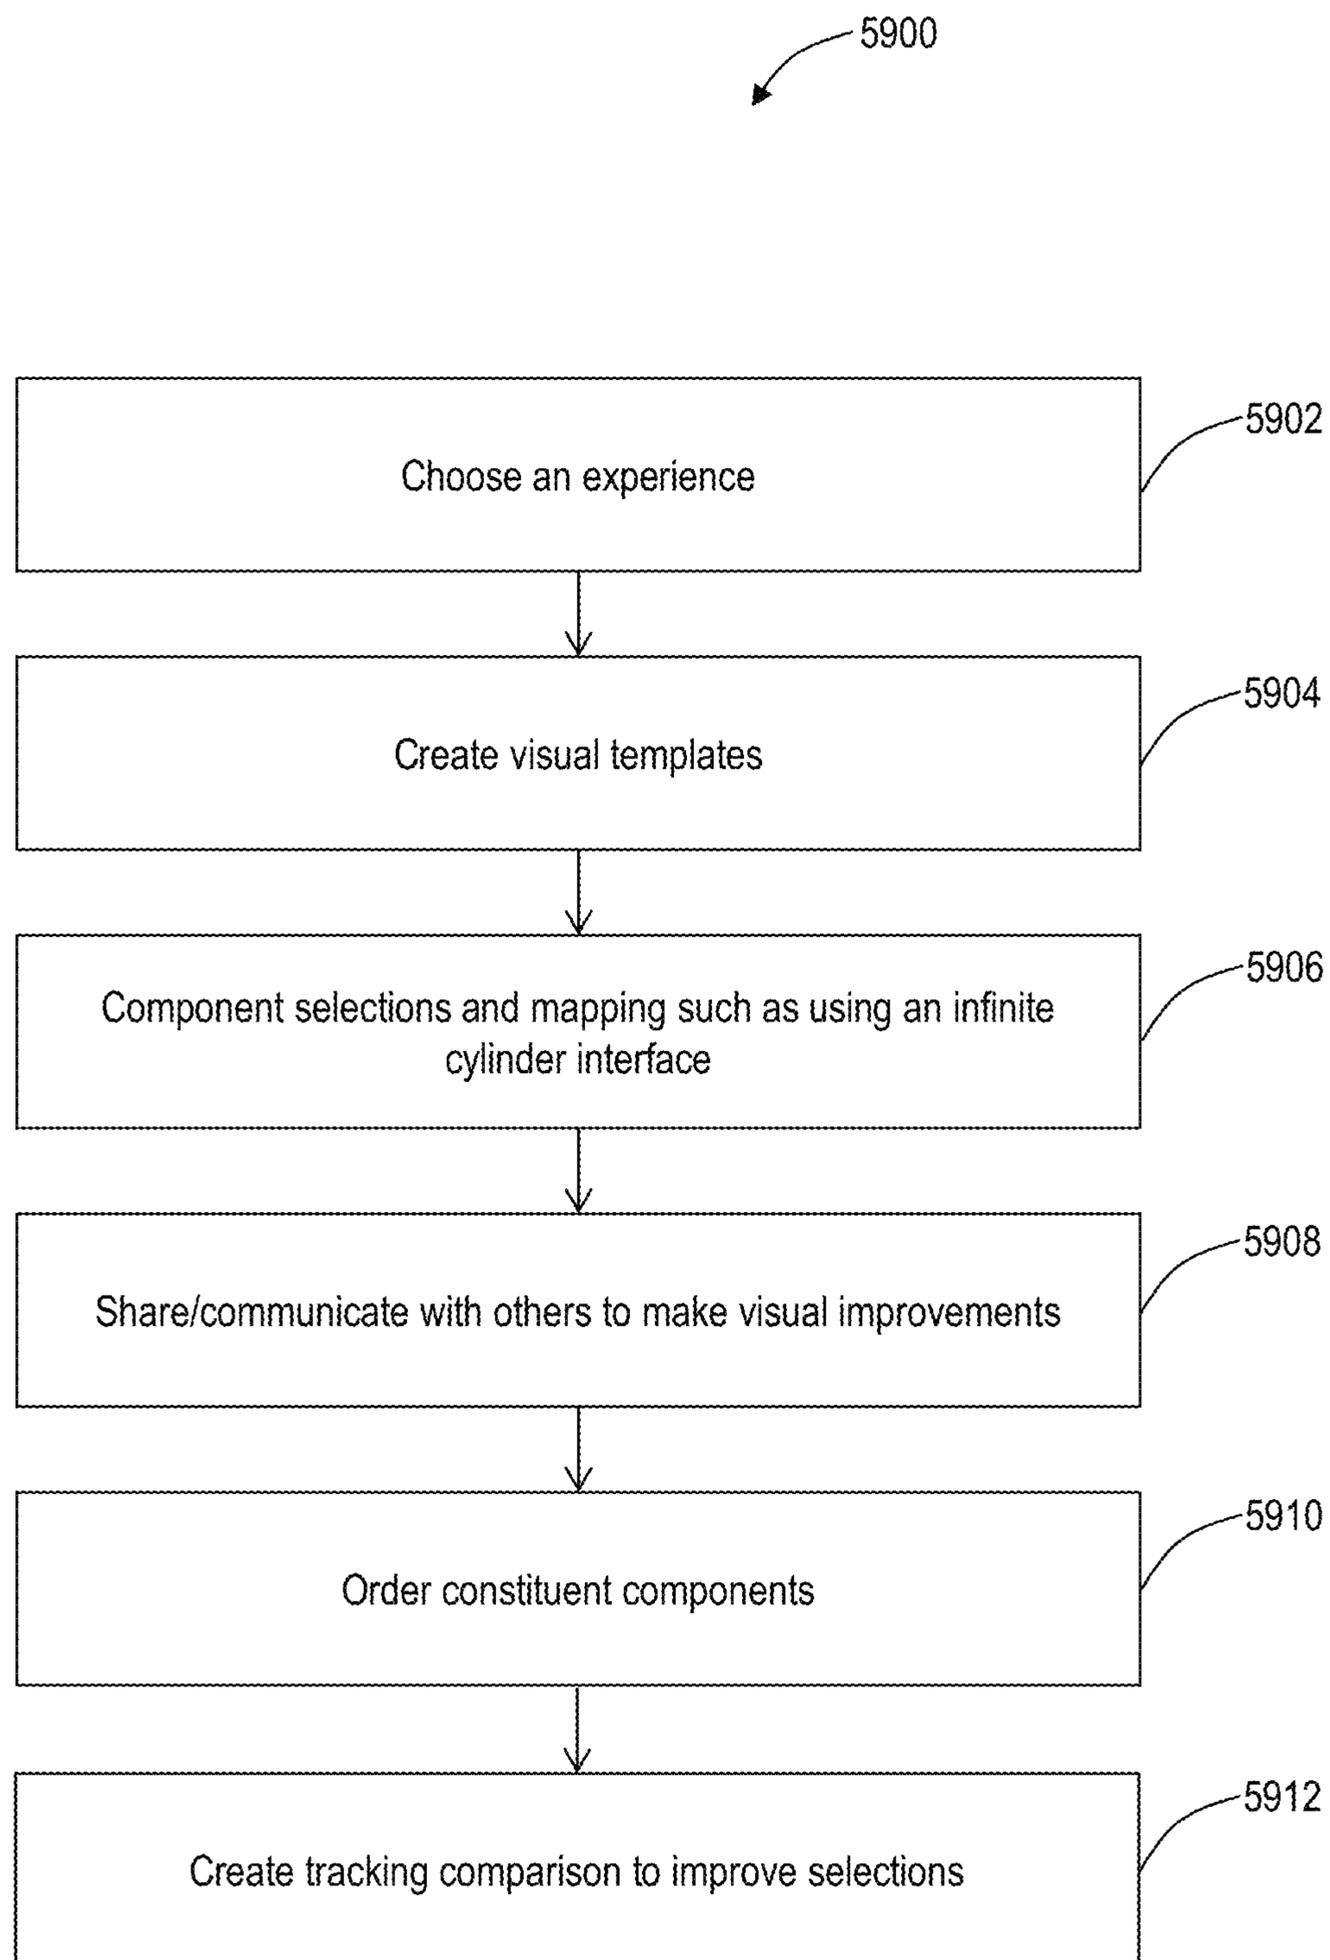 5900
5902
Choose an experience
5904
Create visual templates
5906
Component selections and mapping such as using an infinite
cylinder interface
5908
Share/communicate with others to make visual improvements
5910
Order constituent components
5912
Create tracking comparison to improve selections